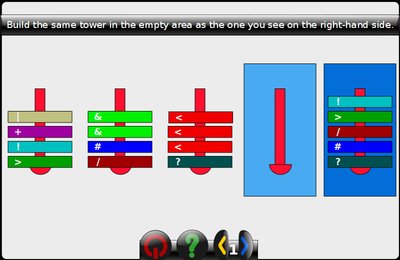 Build the same tower in the empty area as the one you see on the right-hand side.
| & < !
+ & < >
! # < /
> / ? #
?
? 1